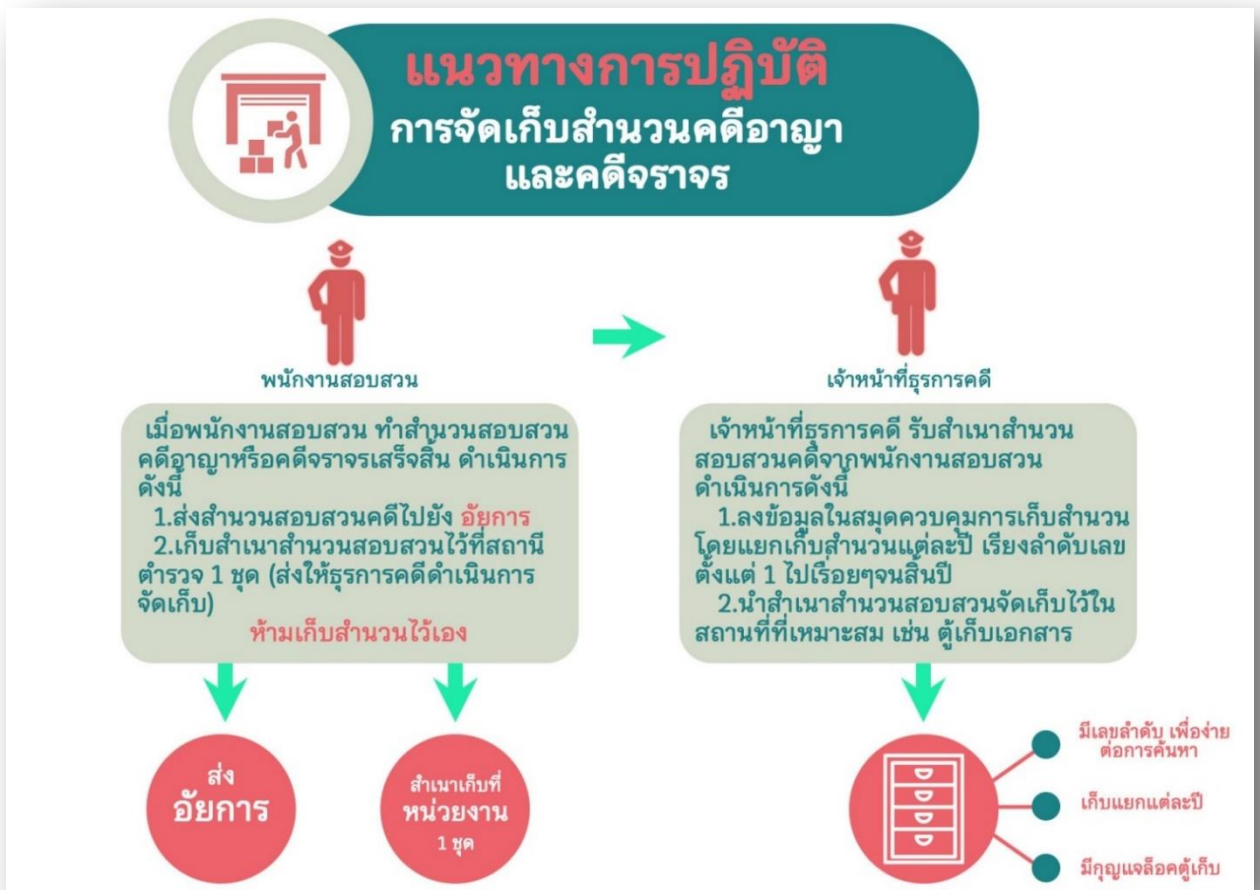 แนวทางการปฏิบัติ
การจัดเก็บสำนวนคดีอาญา
และคดีจราจร
พนักงานสอบสวน
เมื่อพนักงานสอบสวน ทำสำนวนสอบสวน
คดีอาญาหรือคดีจราจรเสร็จสิ้น ดำเนินการ
ดังนี้
1.ส่งสำนวนสอบสวนคดีไปยัง อัยการ
2.เก็บสำเนาสำนวนสอบสวนไว้ที่สถานี
ตำรวจ 1 ชุด (ส่งให้ธุรการคดีดำเนินการ
จัดเก็บ)
ห้ามเก็บสำนวนไว้เอง
ส่ง
อัยการ
สำเนาเก็บที่
หน่วยงาน
1 ชุด
เจ้าหน้าที่ธุรการคดี
เจ้าหน้าที่ธุรการคดี รับสำเนาสำนวน
สอบสวนคดีจากพนักงานสอบสวน
ดำเนินการดังนี้
1.ลงข้อมูลในสมุดควบคุมการเก็บสำนวน
โดยแยกเก็บสำนวนแต่ละปี เรียงลำดับเลข
ตั้งแต่ 1 ไปเรื่อยๆจนสิ้นปี
2.นำสำเนาสำนวนสอบสวนจัดเก็บไว้ใน
สถานที่ที่เหมาะสม เช่น ตู้เก็บเอกสาร
มีเลขลำดับ เพื่อง่าย
ต่อการค้นหา
เก็บแยกแต่ละปี
มีกุญแจล็อคตู้เก็บ